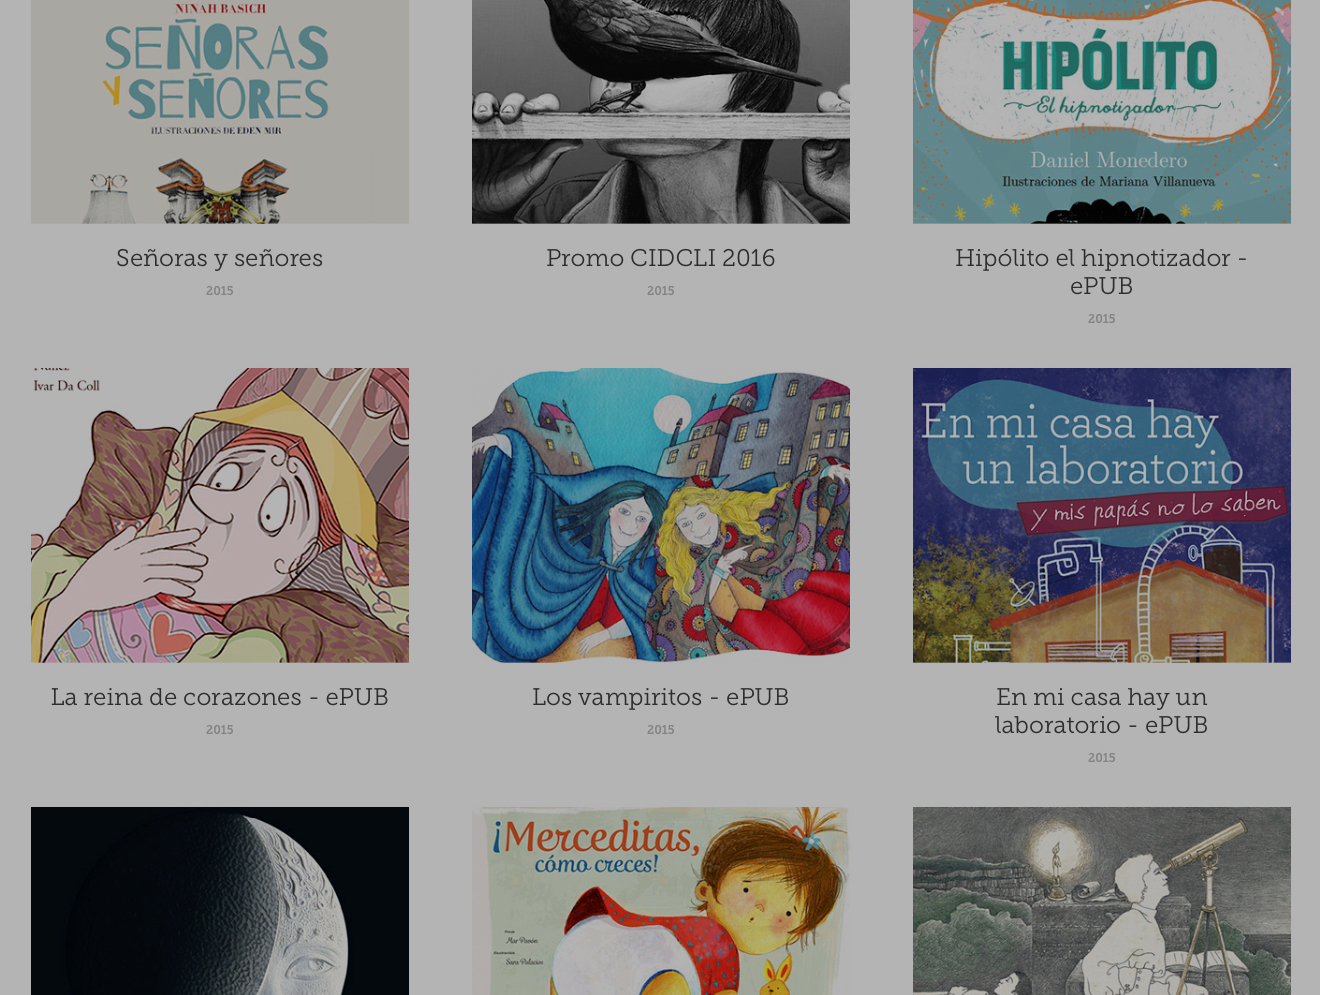 NINAH BASICH
SEÑORAS
Y SEÑORES
ILUSTRACIONES DE EDEN MIR
HIPÓLITO
El hipnotizador
Daniel Monedero
Ilustraciones de Mariana Villanueva
Señoras y señores
2015
Promo CIDCLI 2016
2015
Hipólito el hipnotizador -
ePUB
2015
Ivar Da Coll
En mi casa hay
un laboratorio
y mis papás no lo saben
La reina de corazones - ePUB
2015
Los vampiritos - ePUB
2015
En mi casa hay un
laboratorio - ePUB
2015
¡Merceditas,
cómo creces!
Mar Pavón
Sara Palacios